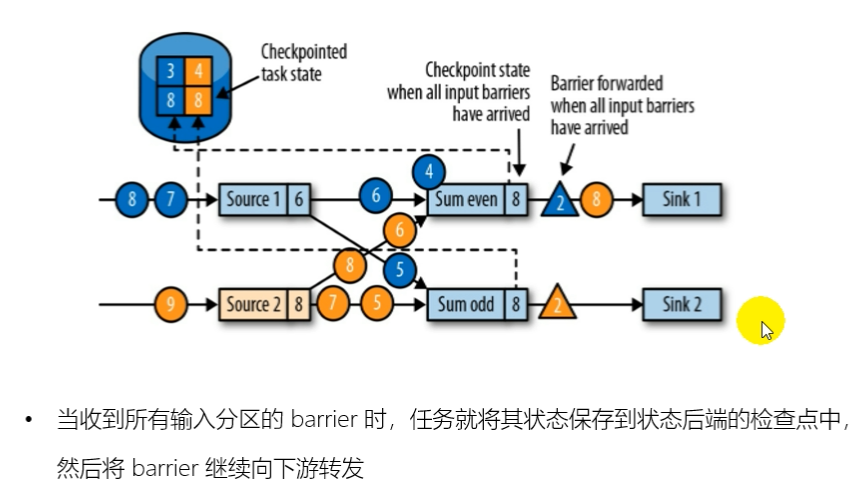 Checkpointed
task state
3 4
8 8
Checkpoint state
when all input barriers
have arrived
Barrier forwarded
when all input barriers
have arrived
4
8 7 Source 1 6 6 Sum even 8 2 8 Sink 1
6
8 5
9 Source 2 8 7 5 Sum odd 8 2 Sink 2
• 当收到所有输入分区的 barrier 时，任务就将其状态保存到状态后端的检查点中，
然后将 barrier 继续向下游转发